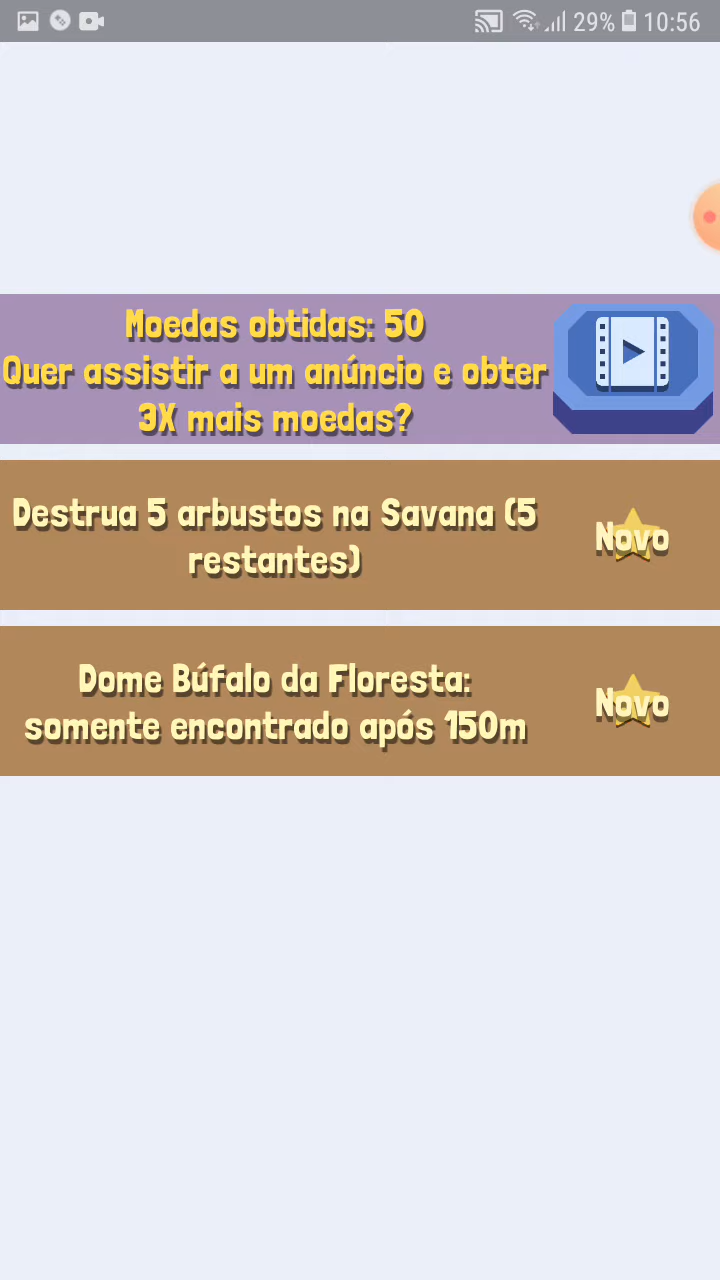 29% 10:56
Moedas obtidas: 50
Quer assistir a um anúncio e obter
3X mais moedas?
Destrua 5 arbustos na Savana (5
restantes)
Novo
Dome Búfalo da Floresta:
somente encontrado após 150m
Novo